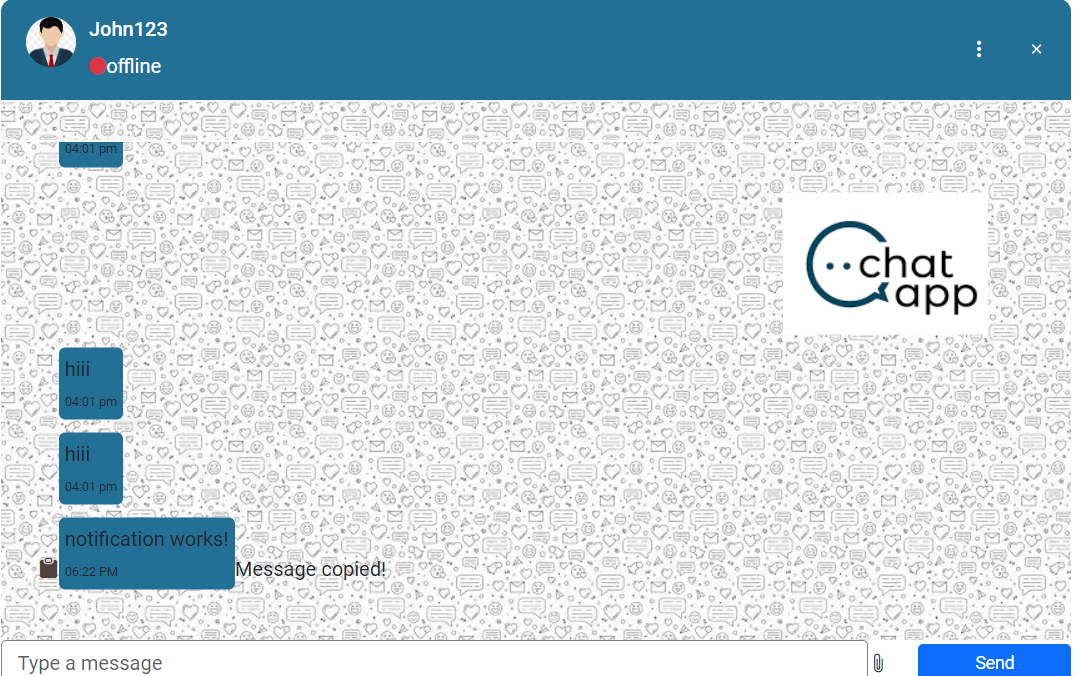 John123
offline
04:01 pm
chat
app
hiii
04:01 pm
hiii
04:01 pm
notification works!
06:22 PM
Message copied!
Type a message
Send